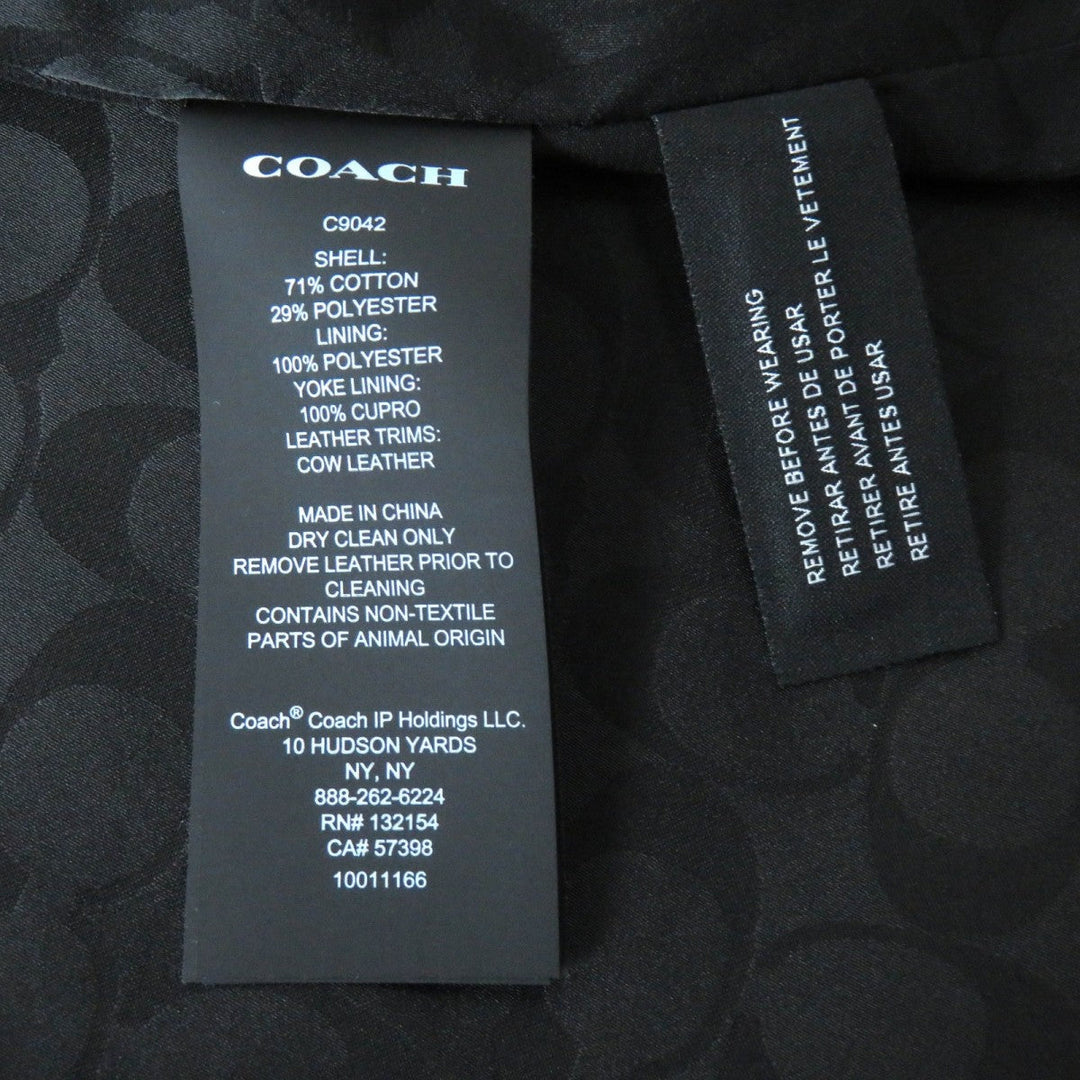 COACH
C9042
SHELL:
71% COTTON
29% POLYESTER
LINING:
100% POLYESTER
YOKE LINING:
100% CUPRO
LEATHER TRIMS:
COW LEATHER
MADE IN CHINA
DRY CLEAN ONLY
REMOVE LEATHER PRIOR TO
CLEANING
CONTAINS NON-TEXTILE
PARTS OF ANIMAL ORIGIN
Coach® Coach IP Holdings LLC.
10 HUDSON YARDS
NY, NY
888-262-6224
RN# 132154
CA# 57398
10011166
REMOVE BEFORE WEARING
RETIRAR ANTES DE USAR
RETIRER AVANT DE PORTER LE VETEMENT
RETIRE ANTES USAR